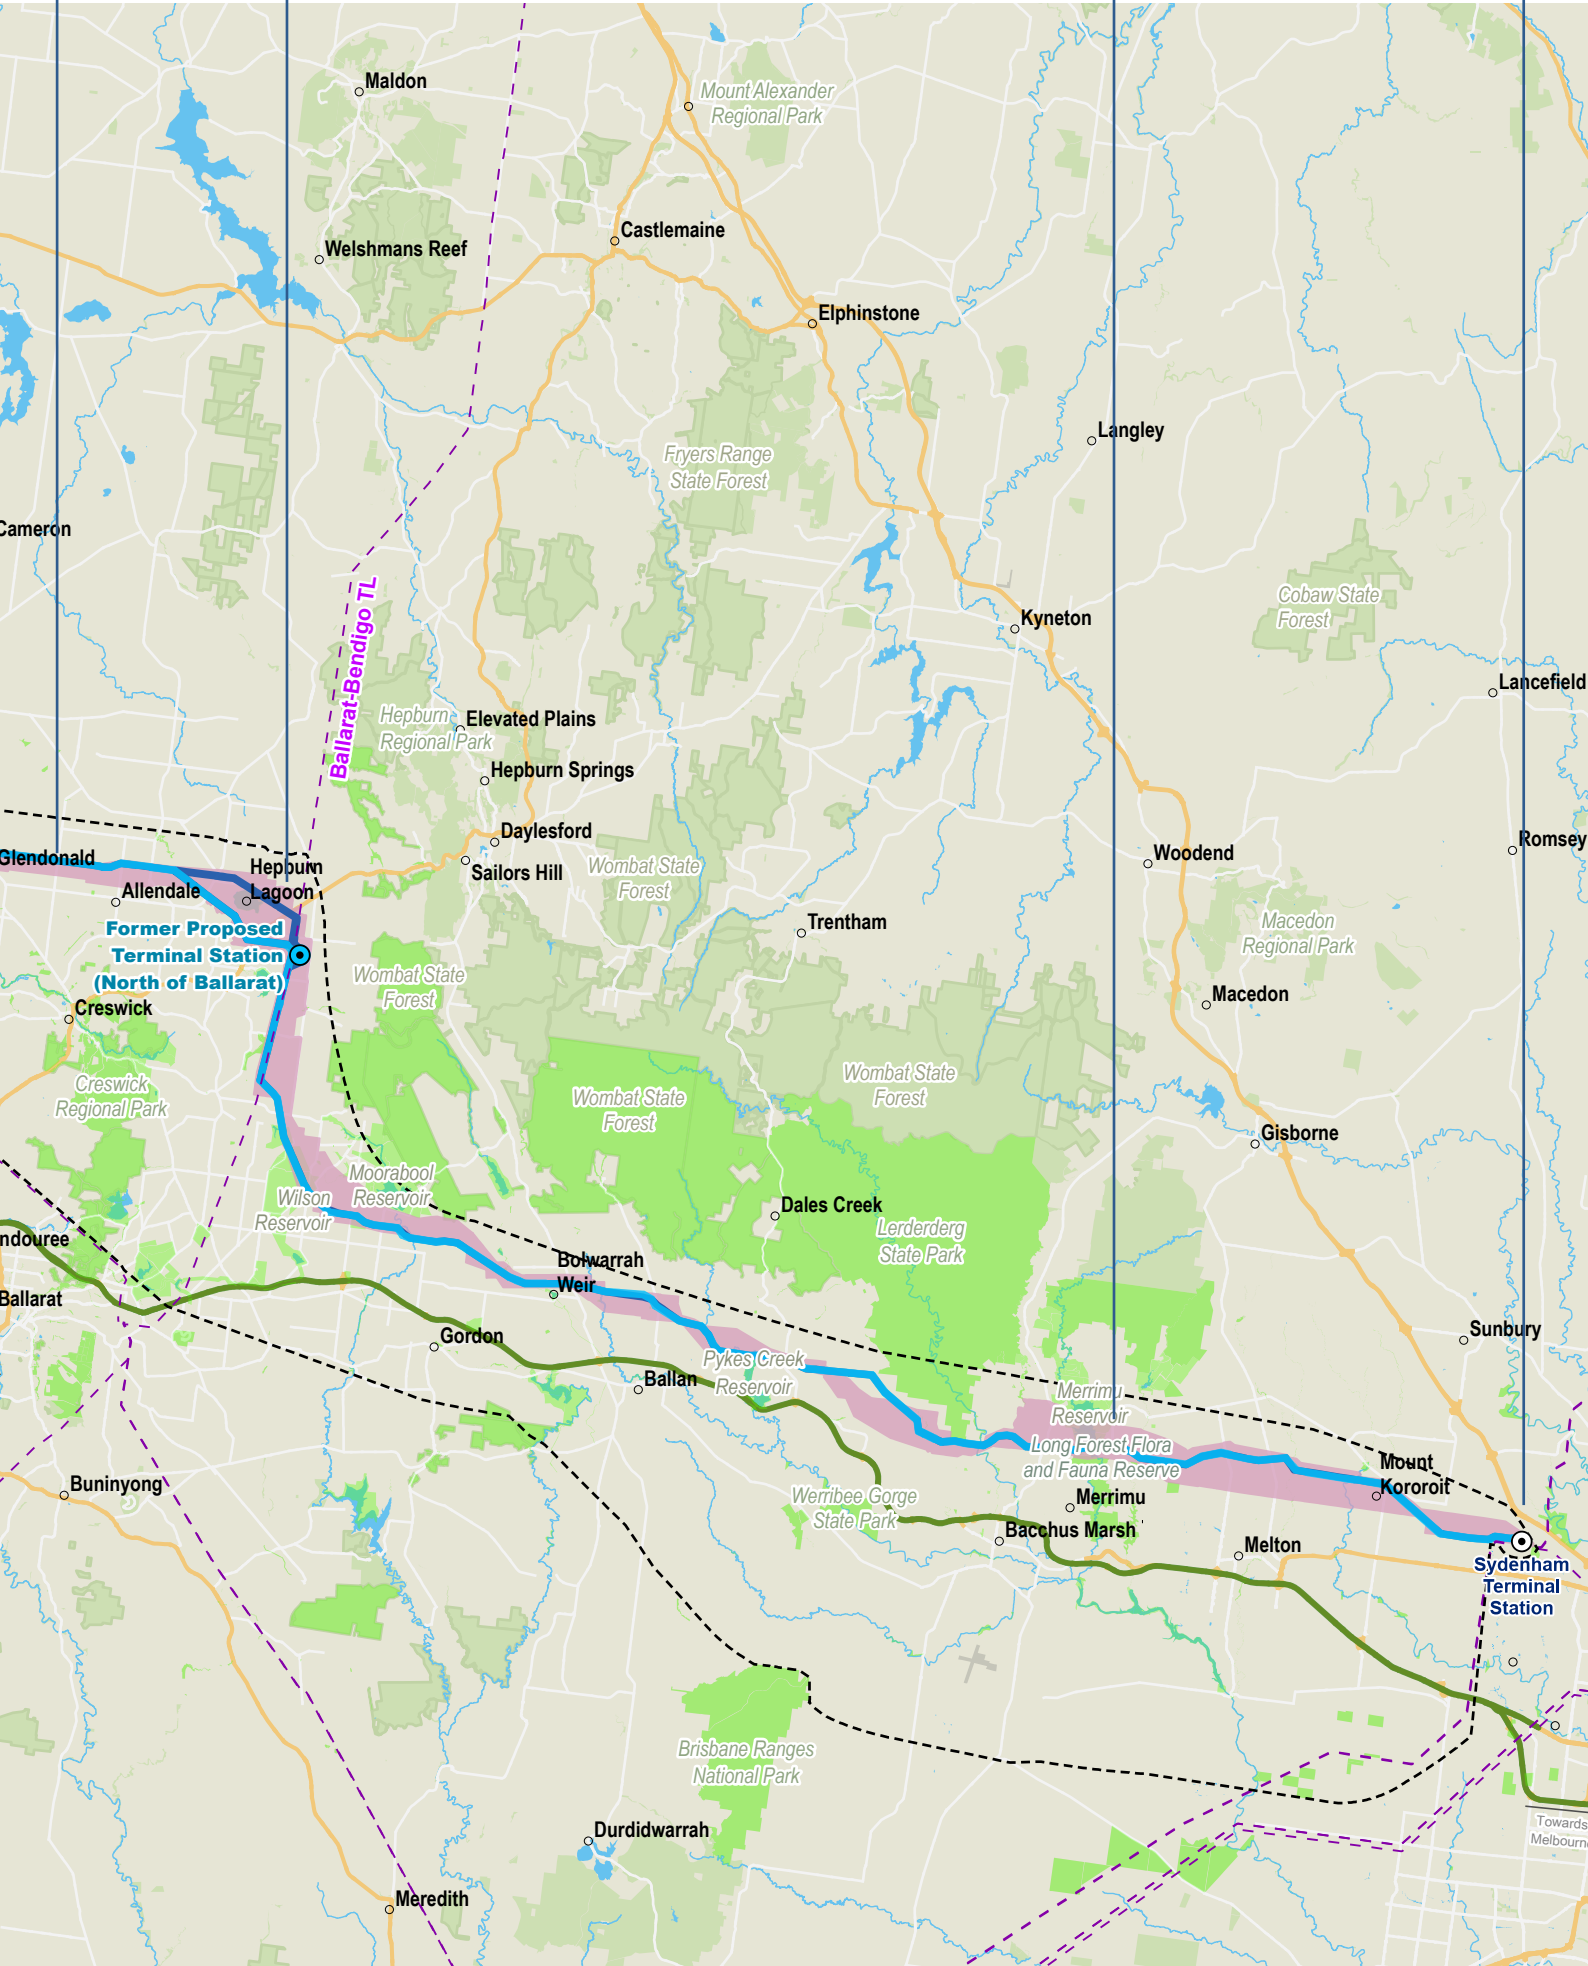 Maldon
Mount Alexander
Regional Park
Castlemaine
Welshmans Reef
Elphinstone
Langley
Fryers Range
State Forest
Cameron
Ballarat-Bendigo TL
Cobaw State
Forest
Kyneton
Lancefield
Hepburn
Regional Park
Elevated Plains
Hepburn Springs
Daylesford
Romsey
Glendonald
Woodend
Hepburn
Lagoon
Sailors Hill
Wombat State
Forest
Allendale
Trentham
Macedon
Regional Park
Former Proposed
Terminal Station
(North of Ballarat)
Wombat State
Forest
Macedon
Creswick
Wombat State
Forest
Creswick
Regional Park
Wombat State
Forest
Gisborne
Moorabool
Reservoir
Wilson
Reservoir
Dales Creek
Lerderderg
State Park
ndouree
Bolwarrah
Weir
Ballarat
Gordon
Sunbury
Pykes Creek
Reservoir
Ballan
Merrimu
Reservoir
Long Forest Flora
and Fauna Reserve
Mount
Kororoit
Buninyong
Werribee Gorge
State Park
Merrimu
Bacchus Marsh
Melton
Sydenham
Terminal
Station
Brisbane Ranges
National Park
Durdidwarrah
Towards
Melbourne
Meredith